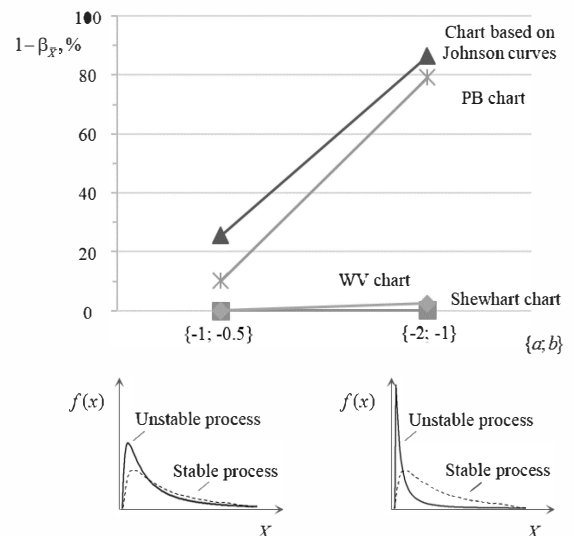 100
1−β_X̄, %
Chart based on
Johnson curves
80
PB chart
60
40
20
WV chart
Shewhart chart
0
{-1; -0.5}
{-2; -1}
{a; b}
f(x)
Unstable process
Stable process
X
f(x)
Unstable process
Stable process
X